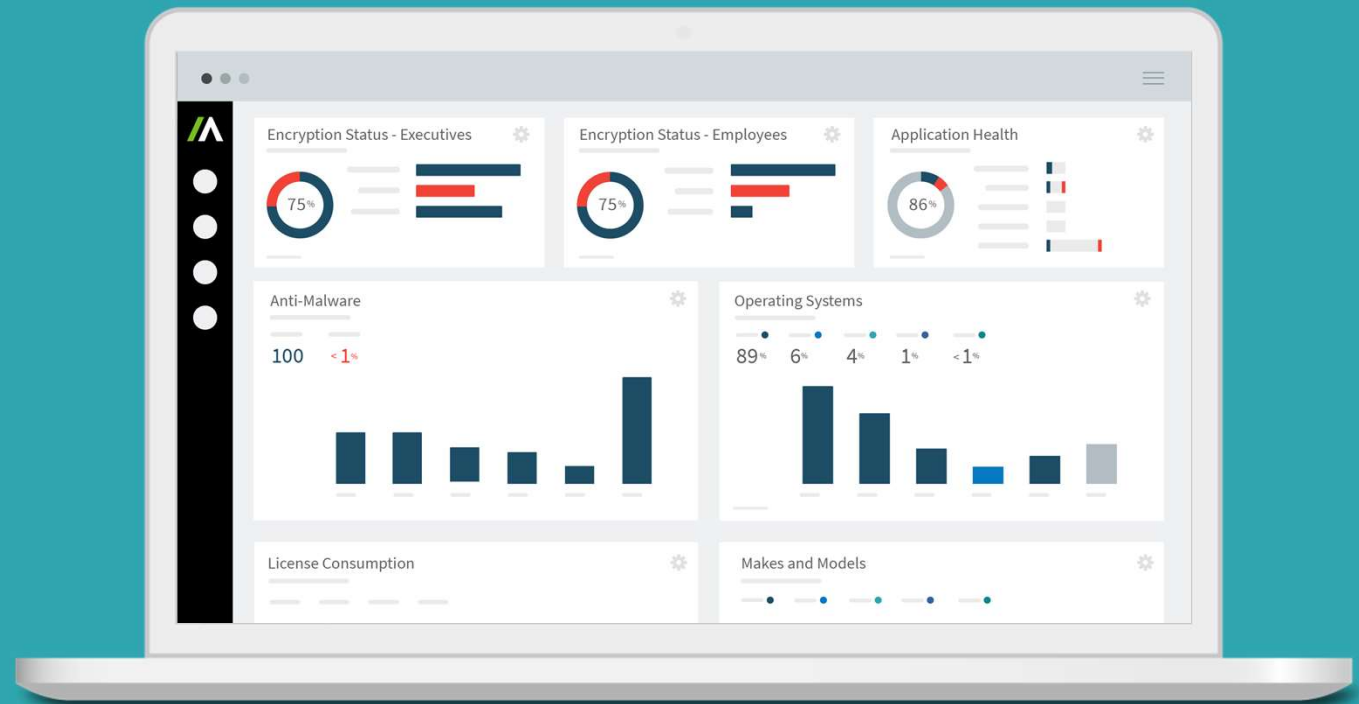 Encryption Status - Executives
75%
Encryption Status - Employees
75%
Application Health
86%
Anti-Malware
100 <1%
Operating Systems
89% 6% 4% 1% <1%
License Consumption
Makes and Models